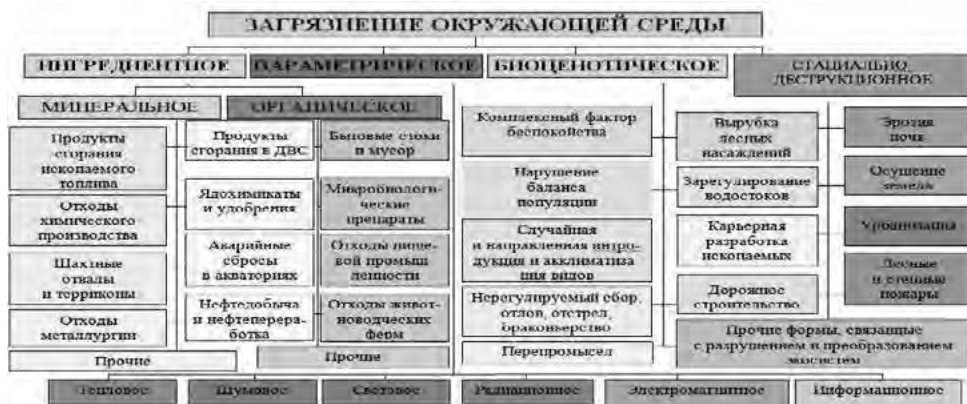 ЗАГРЯЗНЕНИЕ ОКРУЖАЮЩЕЙ СРЕДЫ
ИНГРЕДИЕНТНОЕ
ПАРАМЕТРИЧЕСКОЕ
БИОЦЕНОТИЧЕСКОЕ
СТАЦИАЛЬНО
ДЕСТРУКЦИОННОЕ
МИНЕРАЛЬНОЕ
ОРГАНИЧЕСКОЕ
Продукты
сгорания
ископаемого
топлива
Отходы
химического
производства
Шахтные
отвалы
и терриконы
Отходы
металлургии
Прочие
Продукты
сгорания в ДВС
Ядохимикаты
и удобрения
Аварийные
сбросы
в акваториях
Нефтедобыча
и нефтеперера-
ботка
Бытовые стоки
и мусор
Микробиологи-
ческие
препараты
Отходы пище-
вой промыш
ленности
Отходы живот-
новодческих
ферм
Прочие
Комплексный фактор
беспокойства
Нарушение
баланса
популяции
Случайная
и направленная интро-
дукция и акклиматиза
ция видов
Нерегулируемый сбор,
отлов, отстрел,
браконьерство
Перепромысел
Вырубка
лесных
насаждений
Зарегулирование
водостоков
Карьерная
разработка
ископаемых
Дорожное
строительство
Эрозия
почв
Осушение
земель
Урбанизация
Лесные
и степные
пожары
Прочие формы, связанные
с разрушением и преобразованием
экосистем
Тепловое
Шумовое
Световое
Радиационное
Электромагнитное
Информационное